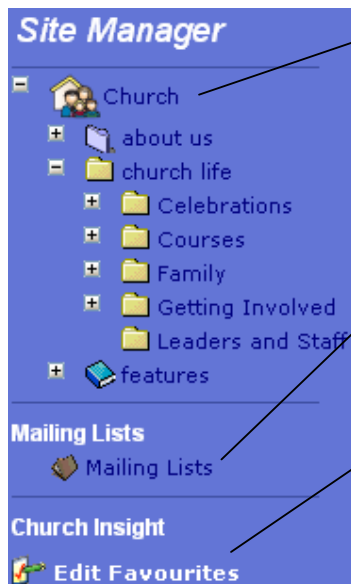 Site Manager
Church
about us
church life
Celebrations
Courses
Family
Getting Involved
Leaders and Staff
features
Mailing Lists
Mailing Lists
Church Insight
Edit Favourites